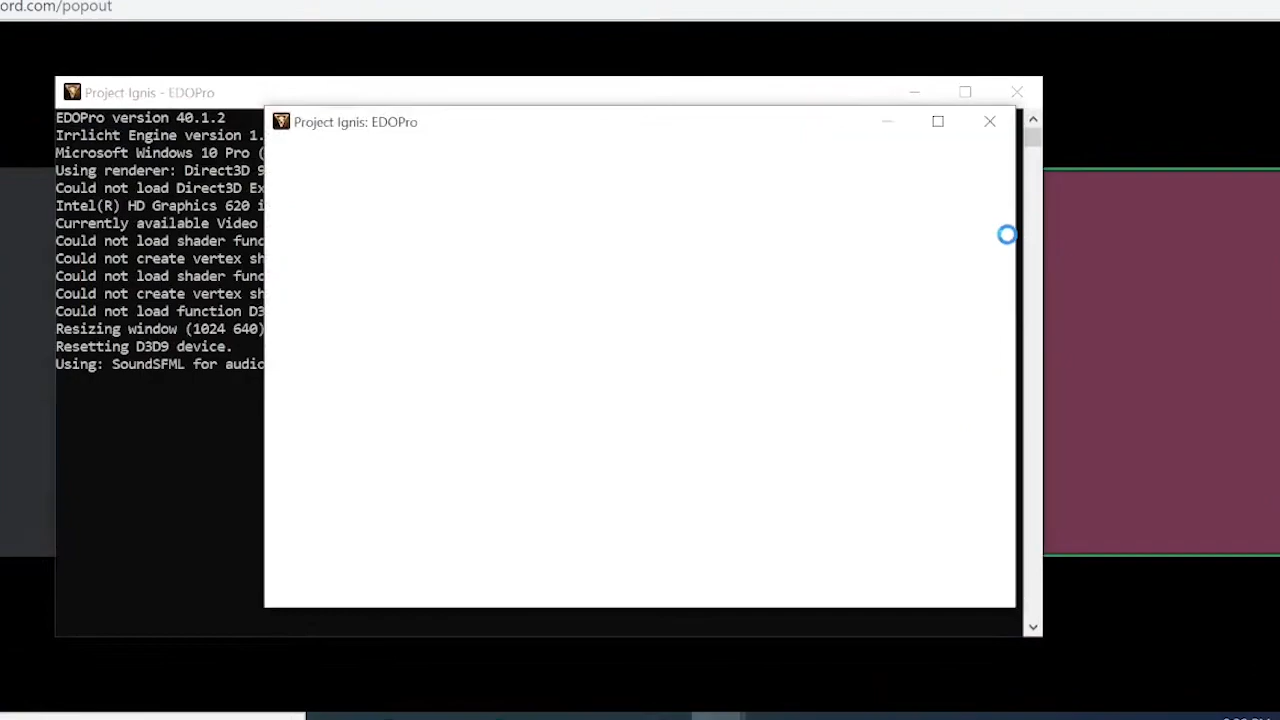 ord.com/popout
Project Ignis - EDOPro
EDOPro version 40.1.2
Project Ignis: EDOPro
Irrlicht Engine version 1.
Microsoft Windows 10 Pro (
Using renderer: Direct3D 9
Could not load Direct3D Ex
Intel(R) HD Graphics 620 i
Currently available Video
Could not load shader func
Could not create vertex sh
Could not load shader func
Could not create vertex sh
Could not load function D3
Resizing window (1024 640)
Resetting D3D9 device.
Using: SoundSFML for audio